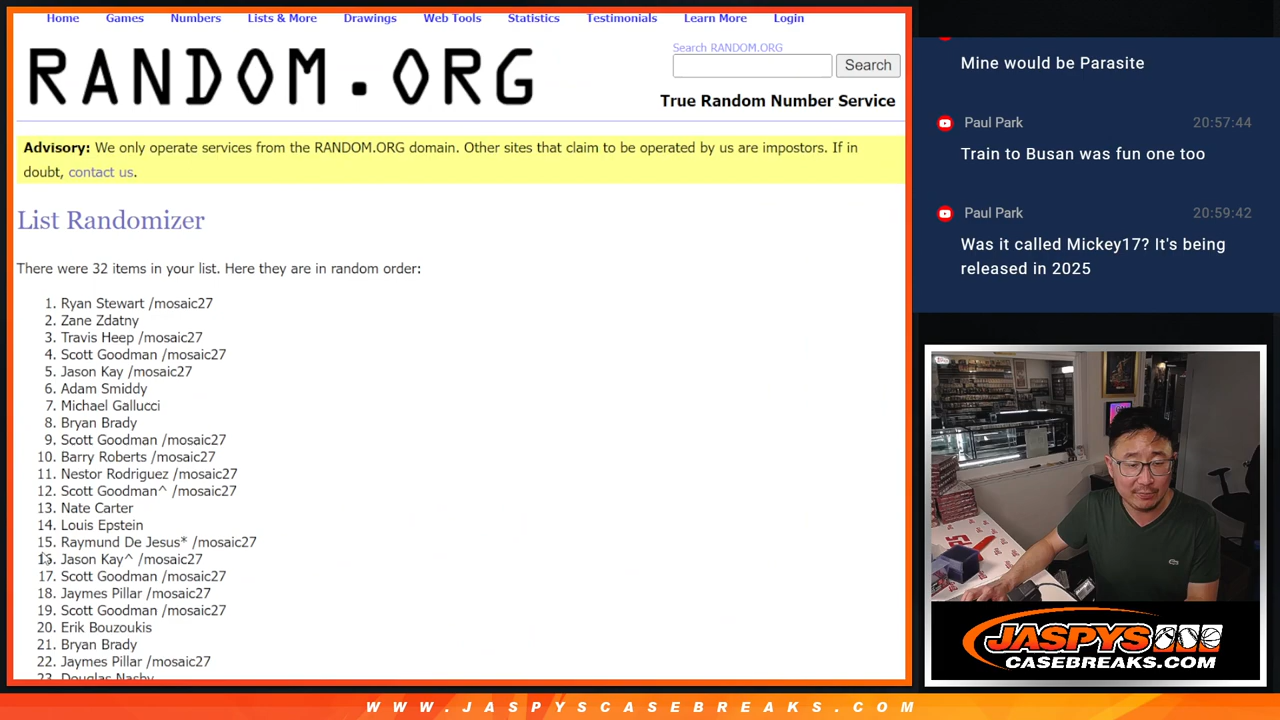 Home Games Numbers Lists & More Drawings Web Tools Statistics Testimonials Learn More Login
RANDOM.ORG
Search RANDOM.ORG
Search
True Random Number Service
Advisory: We only operate services from the RANDOM.ORG domain. Other sites that claim to be operated by us are impostors. If in
doubt, contact us.
List Randomizer
There were 32 items in your list. Here they are in random order:
1. Ryan Stewart /mosaic27
2. Zane Zdatny
3. Travis Heep /mosaic27
4. Scott Goodman /mosaic27
5. Jason Kay /mosaic27
6. Adam Smiddy
7. Michael Gallucci
8. Bryan Brady
9. Scott Goodman /mosaic27
10. Barry Roberts /mosaic27
11. Nestor Rodriguez /mosaic27
12. Scott Goodman^ /mosaic27
13. Nate Carter
14. Louis Epstein
15. Raymund De Jesus* /mosaic27
16. Jason Kay^ /mosaic27
17. Scott Goodman /mosaic27
18. Jaymes Pillar /mosaic27
19. Scott Goodman /mosaic27
20. Erik Bouzoukis
21. Bryan Brady
22. Jaymes Pillar /mosaic27
23. Douglas Nasby
Mine would be Parasite
Paul Park 20:57:44
Train to Busan was fun one too
Paul Park 20:59:42
Was it called Mickey17? It's being
released in 2025
JASPYS
CASEBREAKS.COM
WWW.JASPYSCASEBREAKS.COM